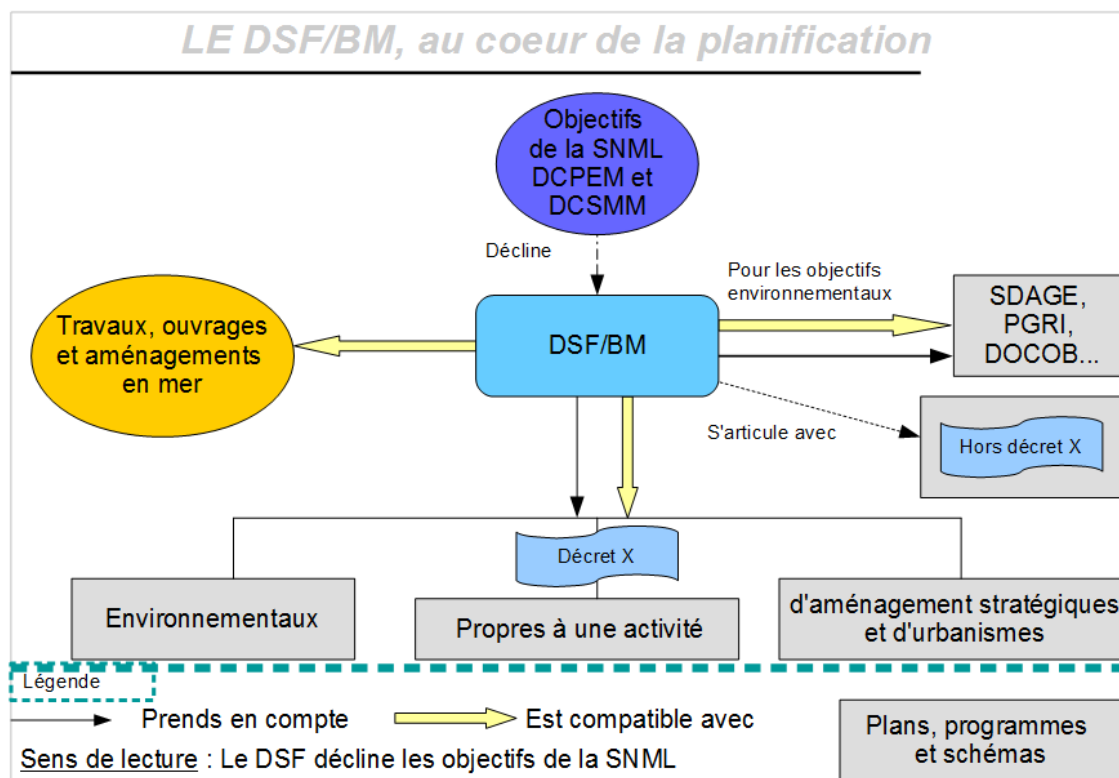 LE DSF/BM, au coeur de la planification
Objectifs
de la SNML
DCPEM et
DCSMM
Décline
Pour les objectifs
environnementaux
SDAGE,
PGRI,
DOCOB...
Travaux, ouvrages
et aménagements
en mer
DSF/BM
S'articule avec
Hors décret X
Décret X
Environnementaux
Propres à une activité
d'aménagement stratégiques
et d'urbanismes
Légende
Prends en compte
Est compatible avec
Plans, programmes
et schémas
Sens de lecture : Le DSF décline les objectifs de la SNML